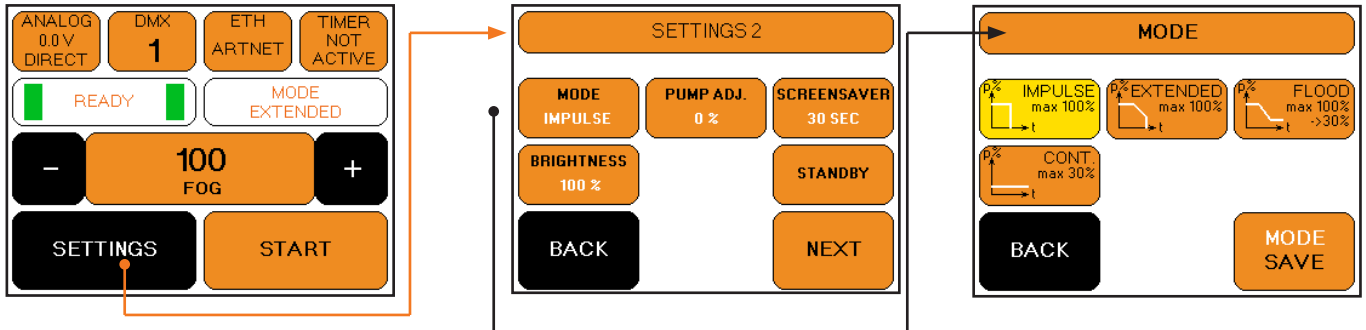 ANALOG
0.0 V
DIRECT
DMX
1
ETH
ARTNET
TIMER
NOT
ACTIVE
READY
MODE
EXTENDED
-
100
FOG
+
SETTINGS
START
SETTINGS 2
MODE
IMPULSE
PUMP ADJ.
0 %
SCREENSAVER
30 SEC
BRIGHTNESS
100 %
STANDBY
BACK
NEXT
MODE
P% IMPULSE
max 100%
t
P% EXTENDED
max 100%
t
P% FLOOD
max 100%
->30%
t
P% CONT.
max 30%
t
BACK
MODE
SAVE